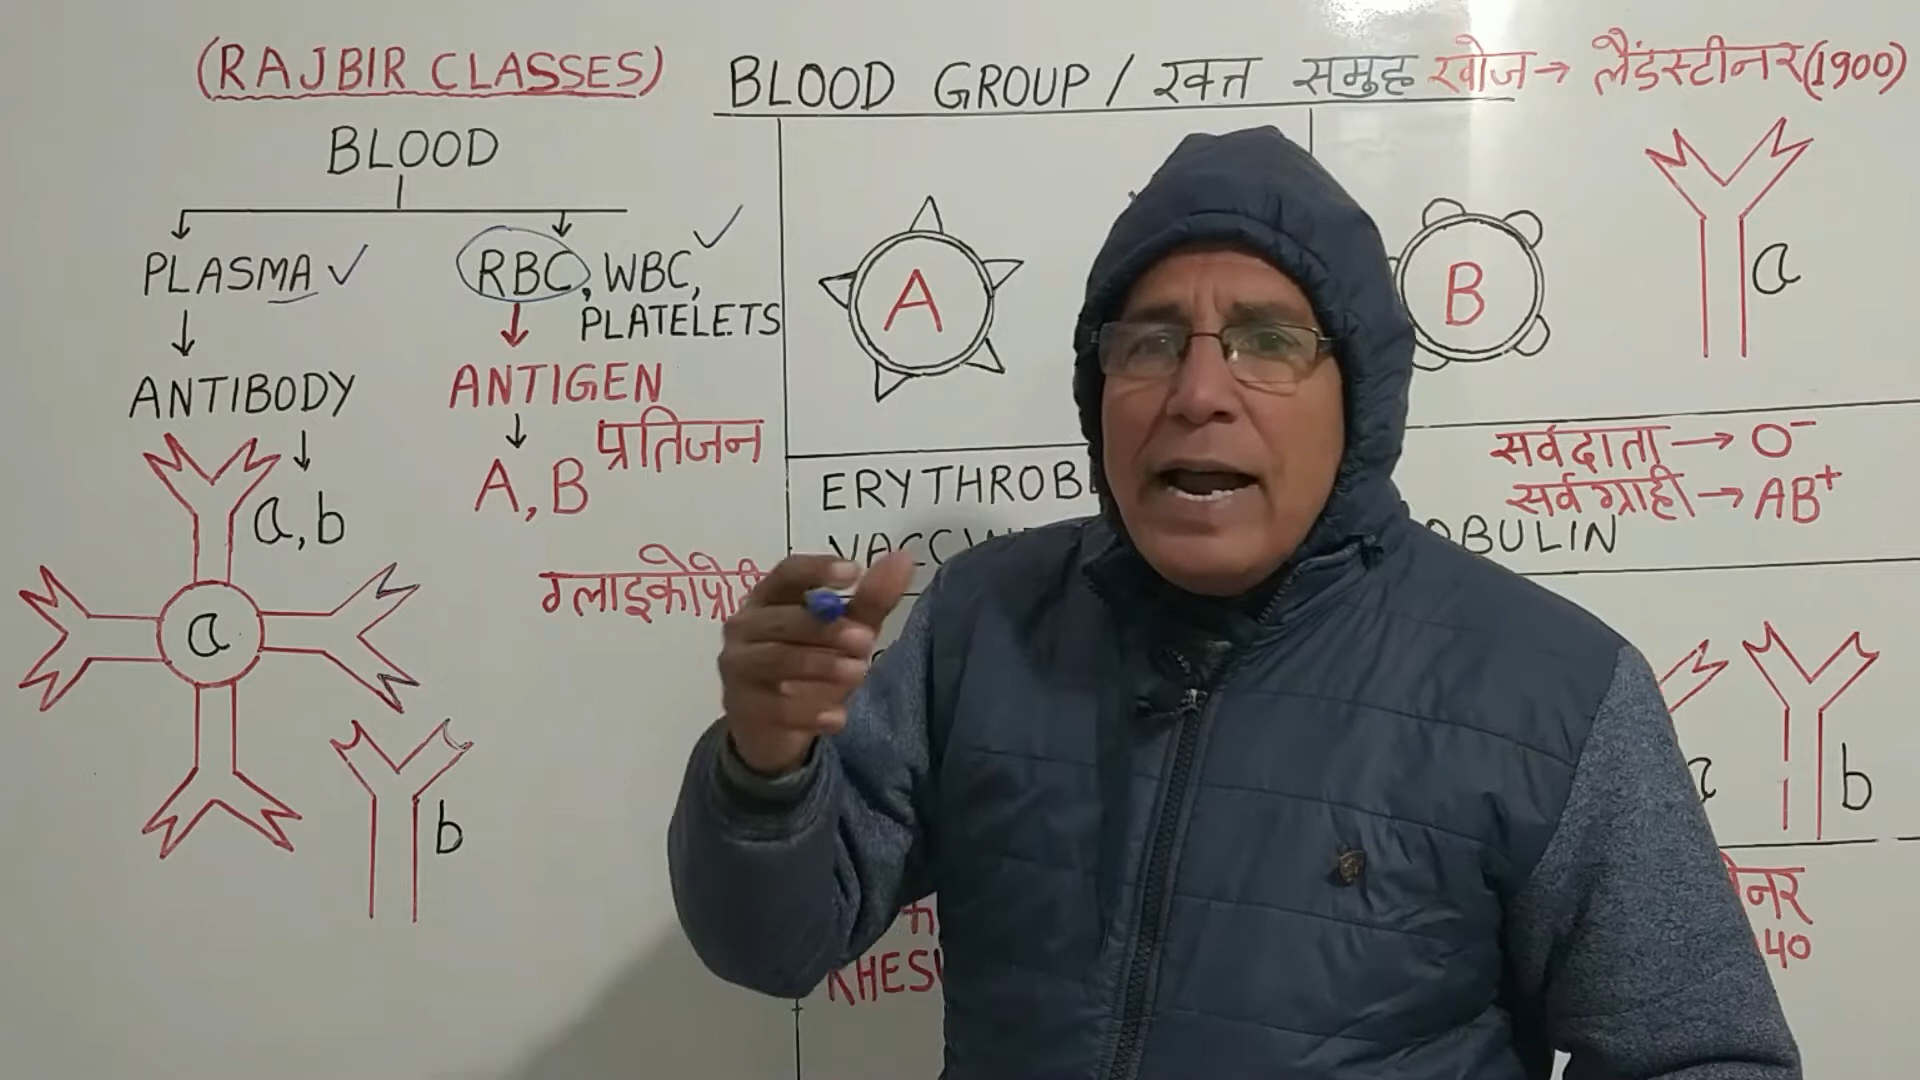 (RAJBIR CLASSES)
BLOOD GROUP / रक्त समुह खोज → लैंडस्टीनर (1900)
BLOOD
PLASMA ✓
RBC, WBC, ✓
PLATELETS
ANTIBODY
a, b
ANTIGEN
प्रतिजन
A, B
a
b
A
B
a
सर्वदाता → O⁻
सर्वग्राही → AB⁺
OBULIN
a
b
40